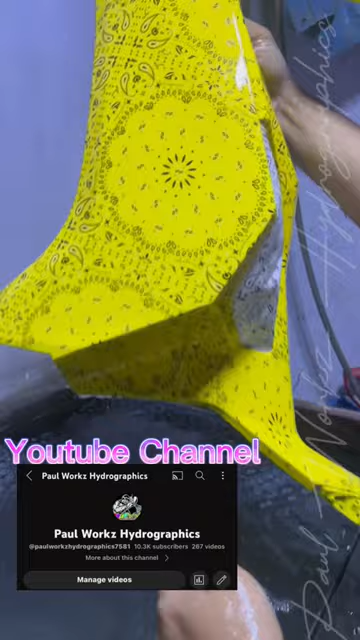 Youtube Channel
Paul Workz Hydrographics
Paul Workz Hydrographics
@paulworkzhydrographics7581 10.3K subscribers 267 videos
More about this channel >
Manage videos
Paul Workz Hydrographics